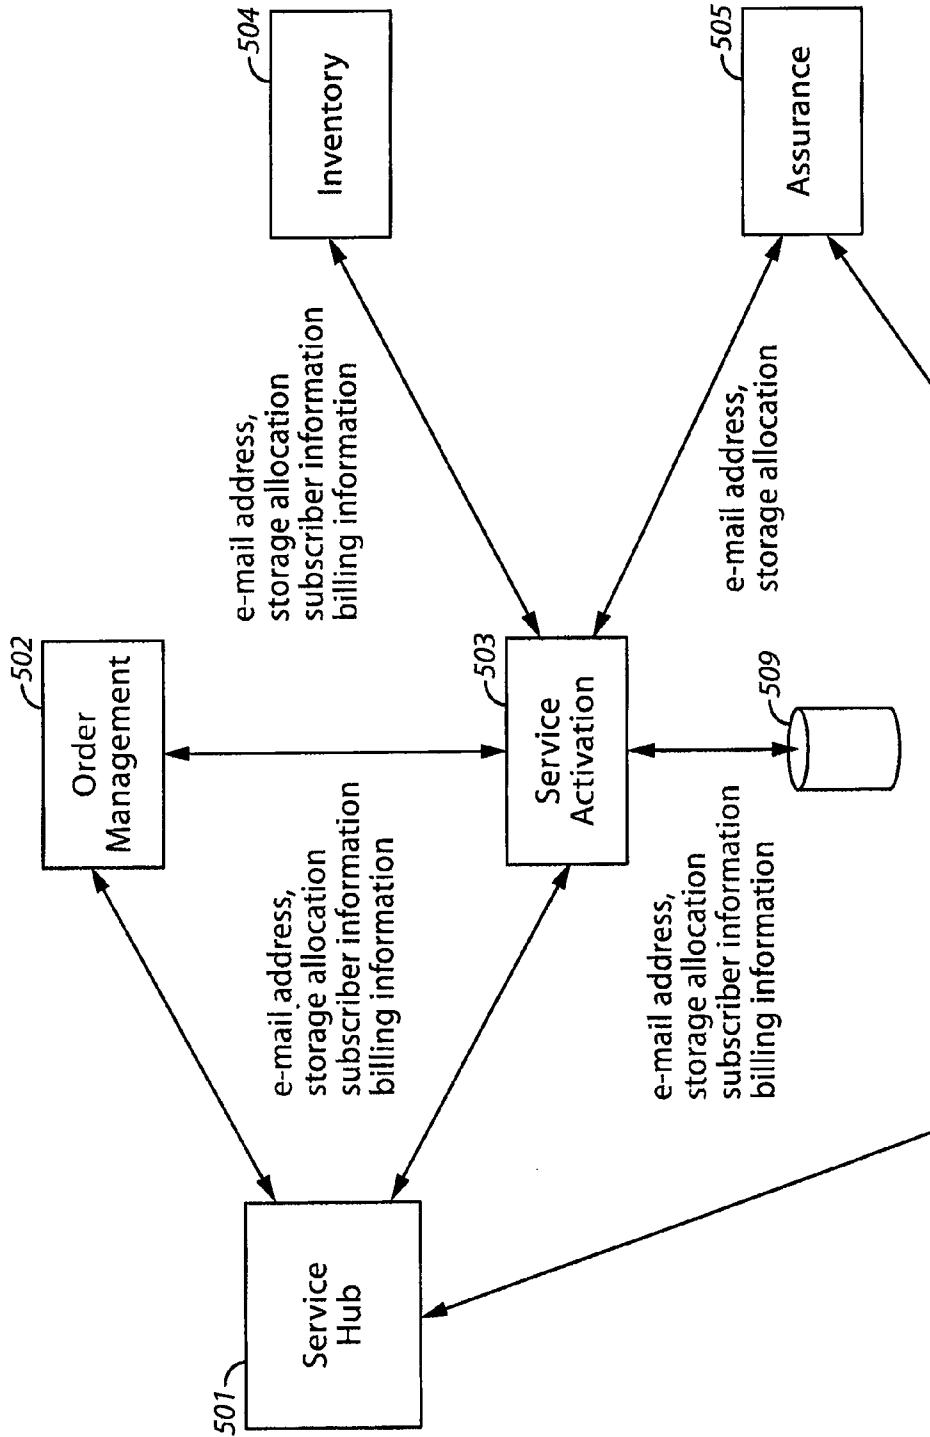 501
Service
Hub
502
Order
Management
e-mail address,
storage allocation
subscriber information
billing information
503
Service
Activation
e-mail address,
storage allocation
subscriber information
billing information
509
e-mail address,
storage allocation
subscriber information
billing information
504
Inventory
e-mail address,
storage allocation
505
Assurance